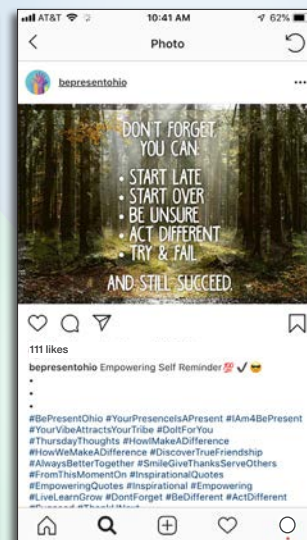 AT&T 10:41 AM 62%
Photo
bepresentohio
DON'T FORGET
YOU CAN:
• START LATE
• START OVER
• BE UNSURE
• ACT DIFFERENT
• TRY & FAIL
AND STILL SUCCEED.
111 likes
bepresentohio Empowering Self Reminder 💯 ✔️ 😎
•
•
•
#BePresentOhio #YourPresenceIsAPresent #IAm4BePresent
#YourVibeAttractsYourTribe #DoItForYou
#ThursdayThoughts #HowIMakeADifference
#HowWeMakeADifference #DiscoverTrueFriendship
#AlwaysBetterTogether #SmileGiveThanksServeOthers
#FromThisMomentOn #InspirationalQuotes
#EmpoweringQuotes #Inspirational #Empowering
#LiveLearnGrow #DontForget #BeDifferent #ActDifferent